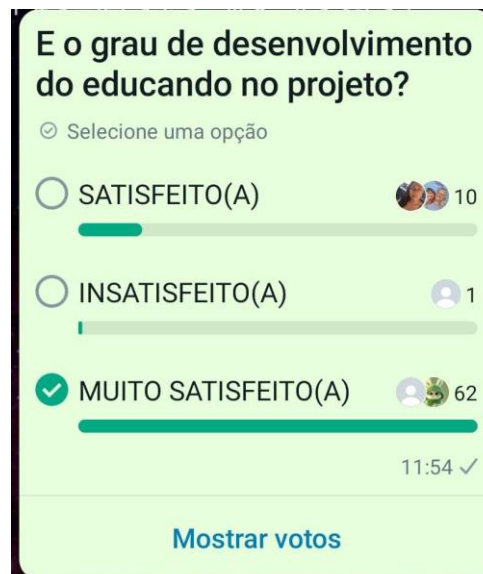 E o grau de desenvolvimento
do educando no projeto?
Selecione uma opção
SATISFEITO(A) 10
INSATISFEITO(A) 1
MUITO SATISFEITO(A) 62
11:54
Mostrar votos